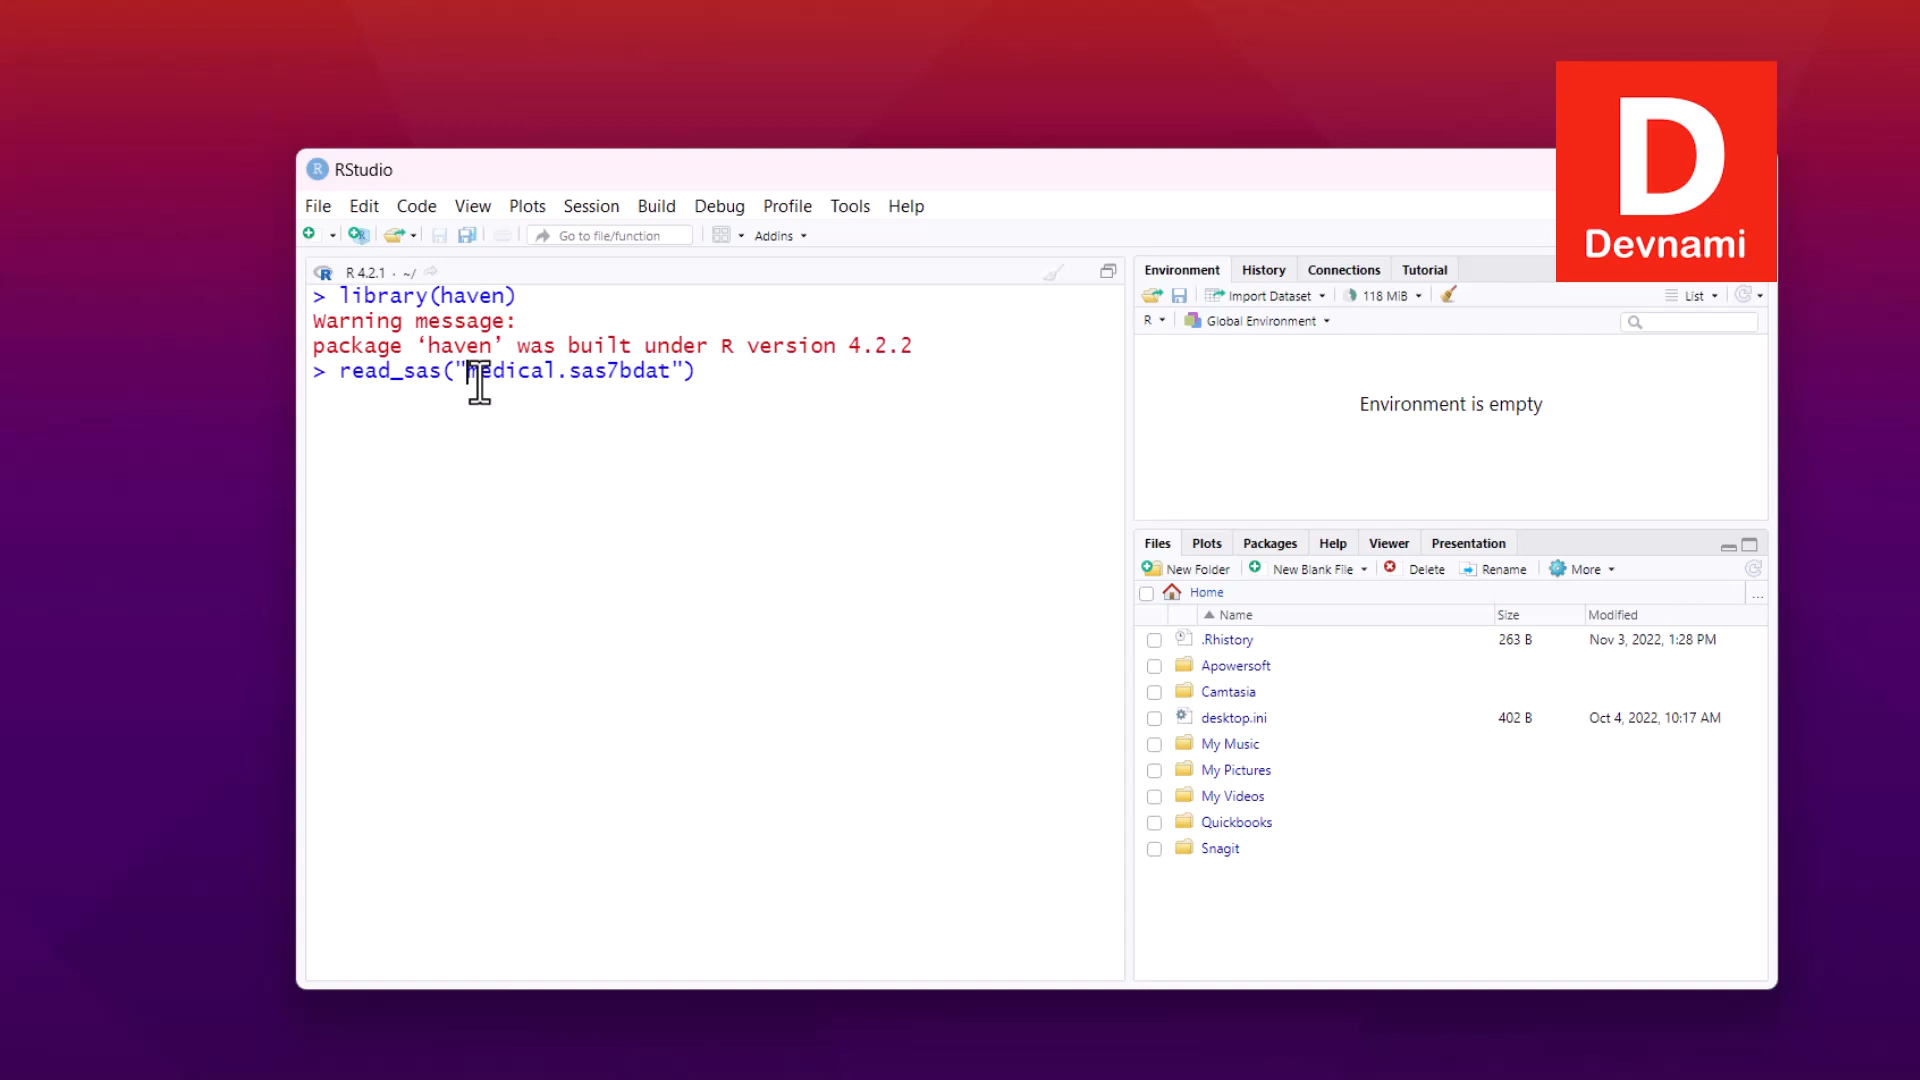 D
Devnami
RStudio
File Edit Code View Plots Session Build Debug Profile Tools Help
Go to file/function Addins
R 4.2.1 · ~/
> library(haven)
Warning message:
package ‘haven’ was built under R version 4.2.2
> read_sas("medical.sas7bdat")
Environment History Connections Tutorial
Import Dataset 118 MiB List
R Global Environment
Environment is empty
Files Plots Packages Help Viewer Presentation
New Folder New Blank File Delete Rename More
Home ...
Name Size Modified
.Rhistory 263 B Nov 3, 2022, 1:28 PM
Apowersoft
Camtasia
desktop.ini 402 B Oct 4, 2022, 10:17 AM
My Music
My Pictures
My Videos
Quickbooks
Snagit